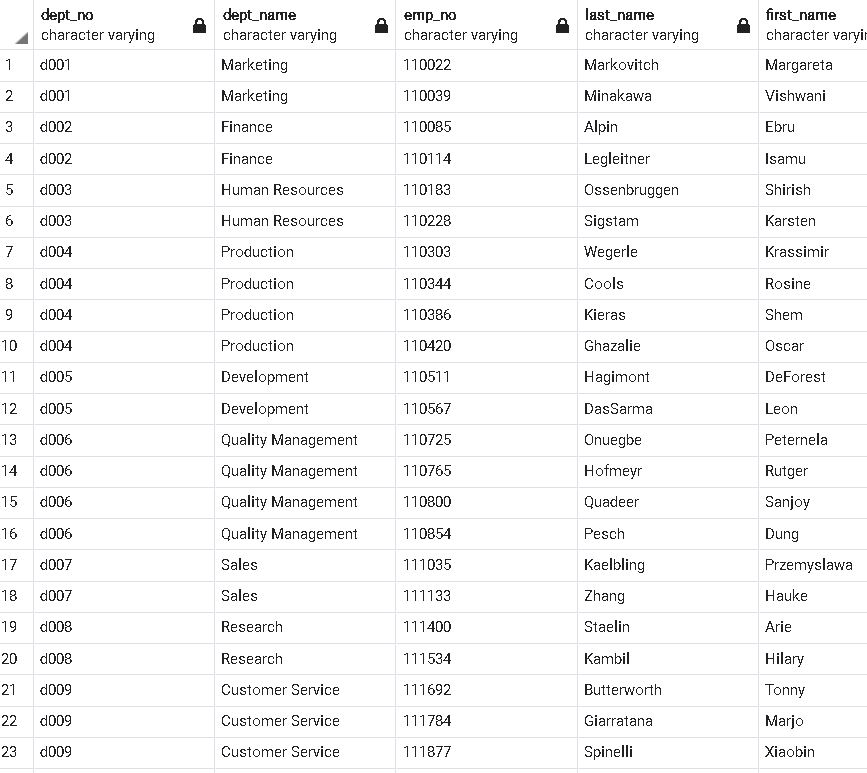 dept_no dept_name emp_no last_name first_name
character varying character varying character varying character varying character varyi
1 d001 Marketing 110022 Markovitch Margareta
2 d001 Marketing 110039 Minakawa Vishwani
3 d002 Finance 110085 Alpin Ebru
4 d002 Finance 110114 Legleitner Isamu
5 d003 Human Resources 110183 Ossenbruggen Shirish
6 d003 Human Resources 110228 Sigstam Karsten
7 d004 Production 110303 Wegerle Krassimir
8 d004 Production 110344 Cools Rosine
9 d004 Production 110386 Kieras Shem
10 d004 Production 110420 Ghazalie Oscar
11 d005 Development 110511 Hagimont DeForest
12 d005 Development 110567 DasSarma Leon
13 d006 Quality Management 110725 Onuegbe Peternela
14 d006 Quality Management 110765 Hofmeyr Rutger
15 d006 Quality Management 110800 Quadeer Sanjoy
16 d006 Quality Management 110854 Pesch Dung
17 d007 Sales 111035 Kaelbling Przemyslawa
18 d007 Sales 111133 Zhang Hauke
19 d008 Research 111400 Staelin Arie
20 d008 Research 111534 Kambil Hilary
21 d009 Customer Service 111692 Butterworth Tonny
22 d009 Customer Service 111784 Giarratana Marjo
23 d009 Customer Service 111877 Spinelli Xiaobin